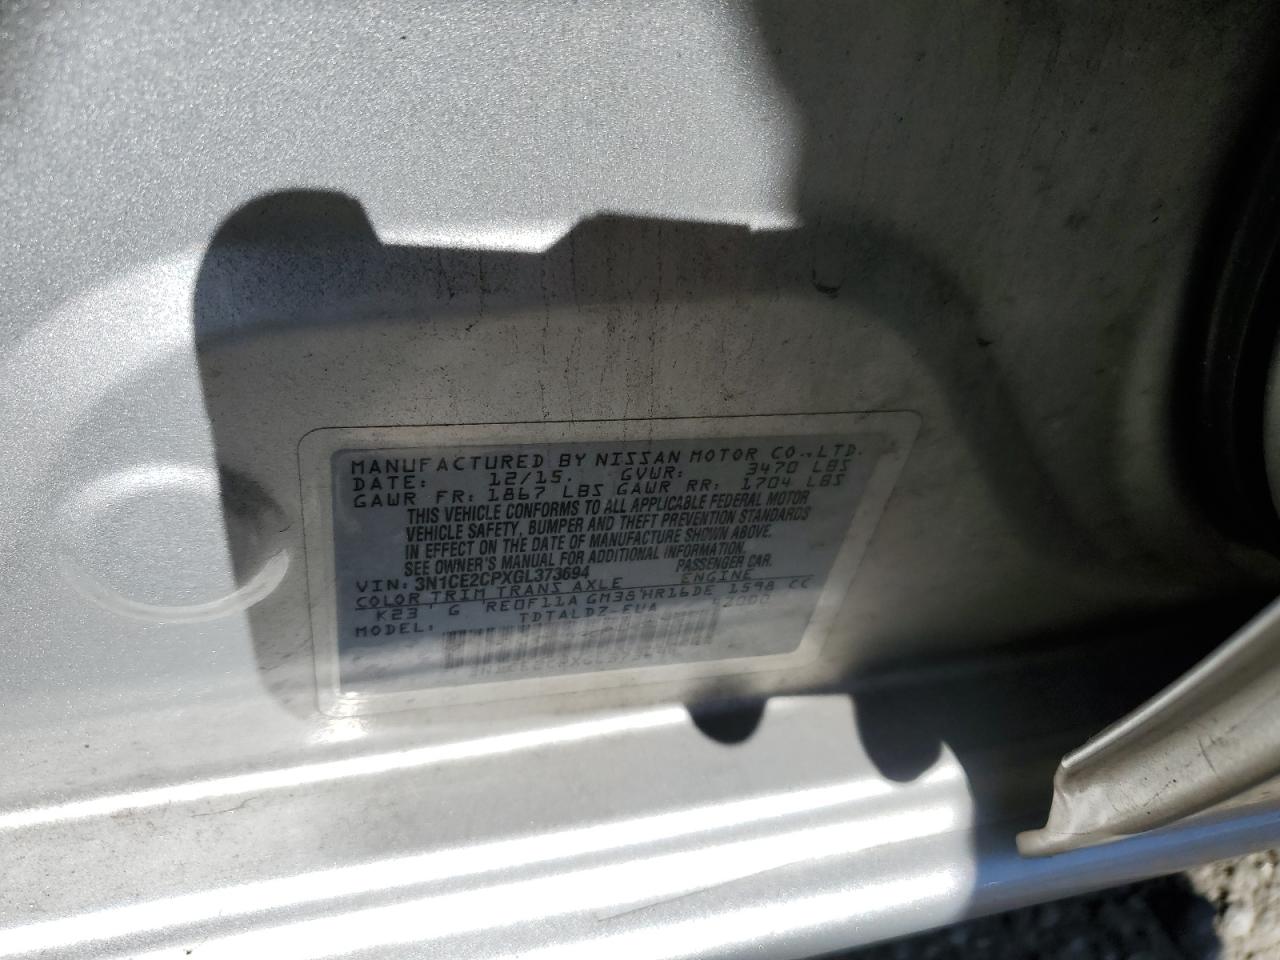 MANUFACTURED BY NISSAN MOTOR CO.,LTD.
DATE: 12/15. GVWR: 3470 LBS
GAWR FR: 1867 LBS GAWR RR: 1704 LBS
THIS VEHICLE CONFORMS TO ALL APPLICABLE FEDERAL MOTOR
VEHICLE SAFETY, BUMPER AND THEFT PREVENTION STANDARDS
IN EFFECT ON THE DATE OF MANUFACTURE SHOWN ABOVE.
SEE OWNER'S MANUAL FOR ADDITIONAL INFORMATION.
VIN: 3N1CE2CPXGL373694 PASSENGER CAR.
COLOR TRIM TRANS AXLE ENGINE
K23 G RE0F11A GM38 HR16DE 1598 CC
MODEL: TDTALDZ-EUA